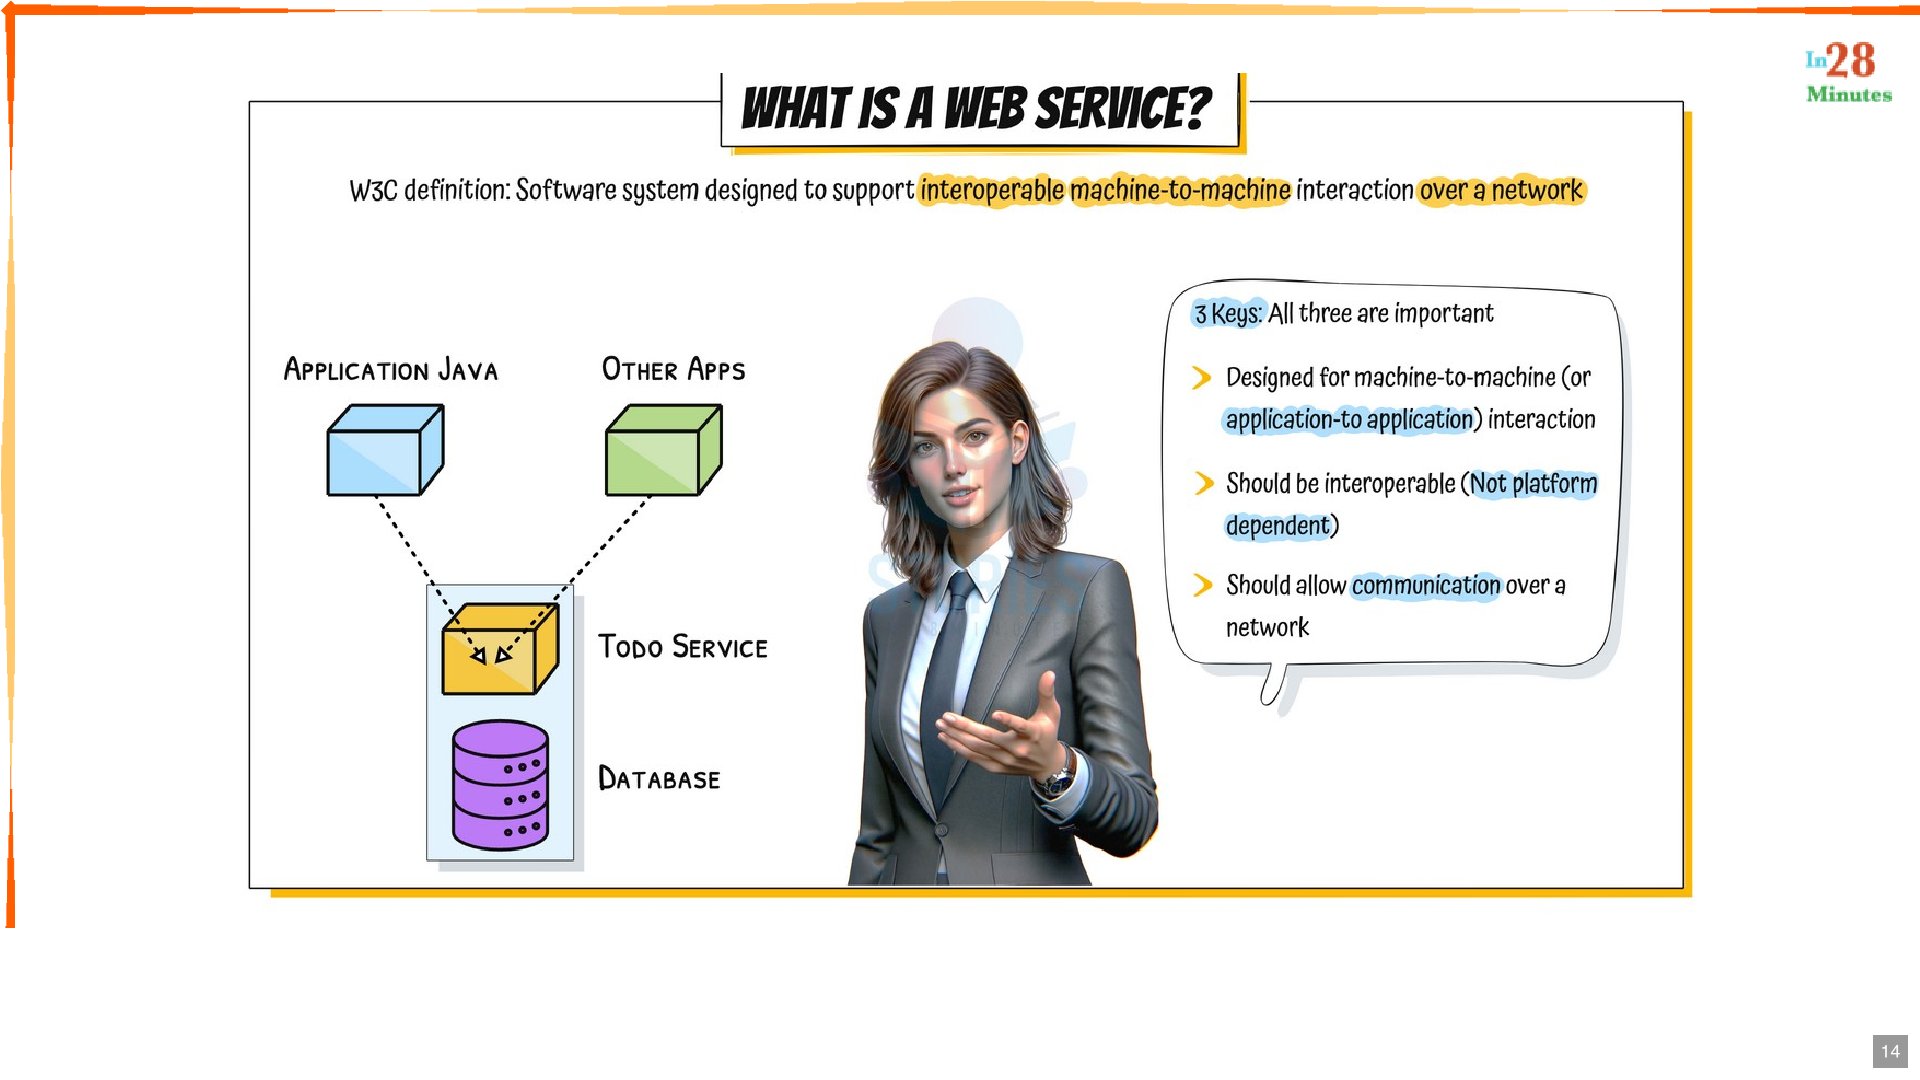 In28
Minutes
WHAT IS A WEB SERVICE?
W3C definition: Software system designed to support interoperable machine-to-machine interaction over a network
3 Keys: All three are important
Designed for machine-to-machine (or
application-to application) interaction
Should be interoperable (Not platform
dependent)
Should allow communication over a
network
APPLICATION JAVA
OTHER APPS
TODO SERVICE
DATABASE
14